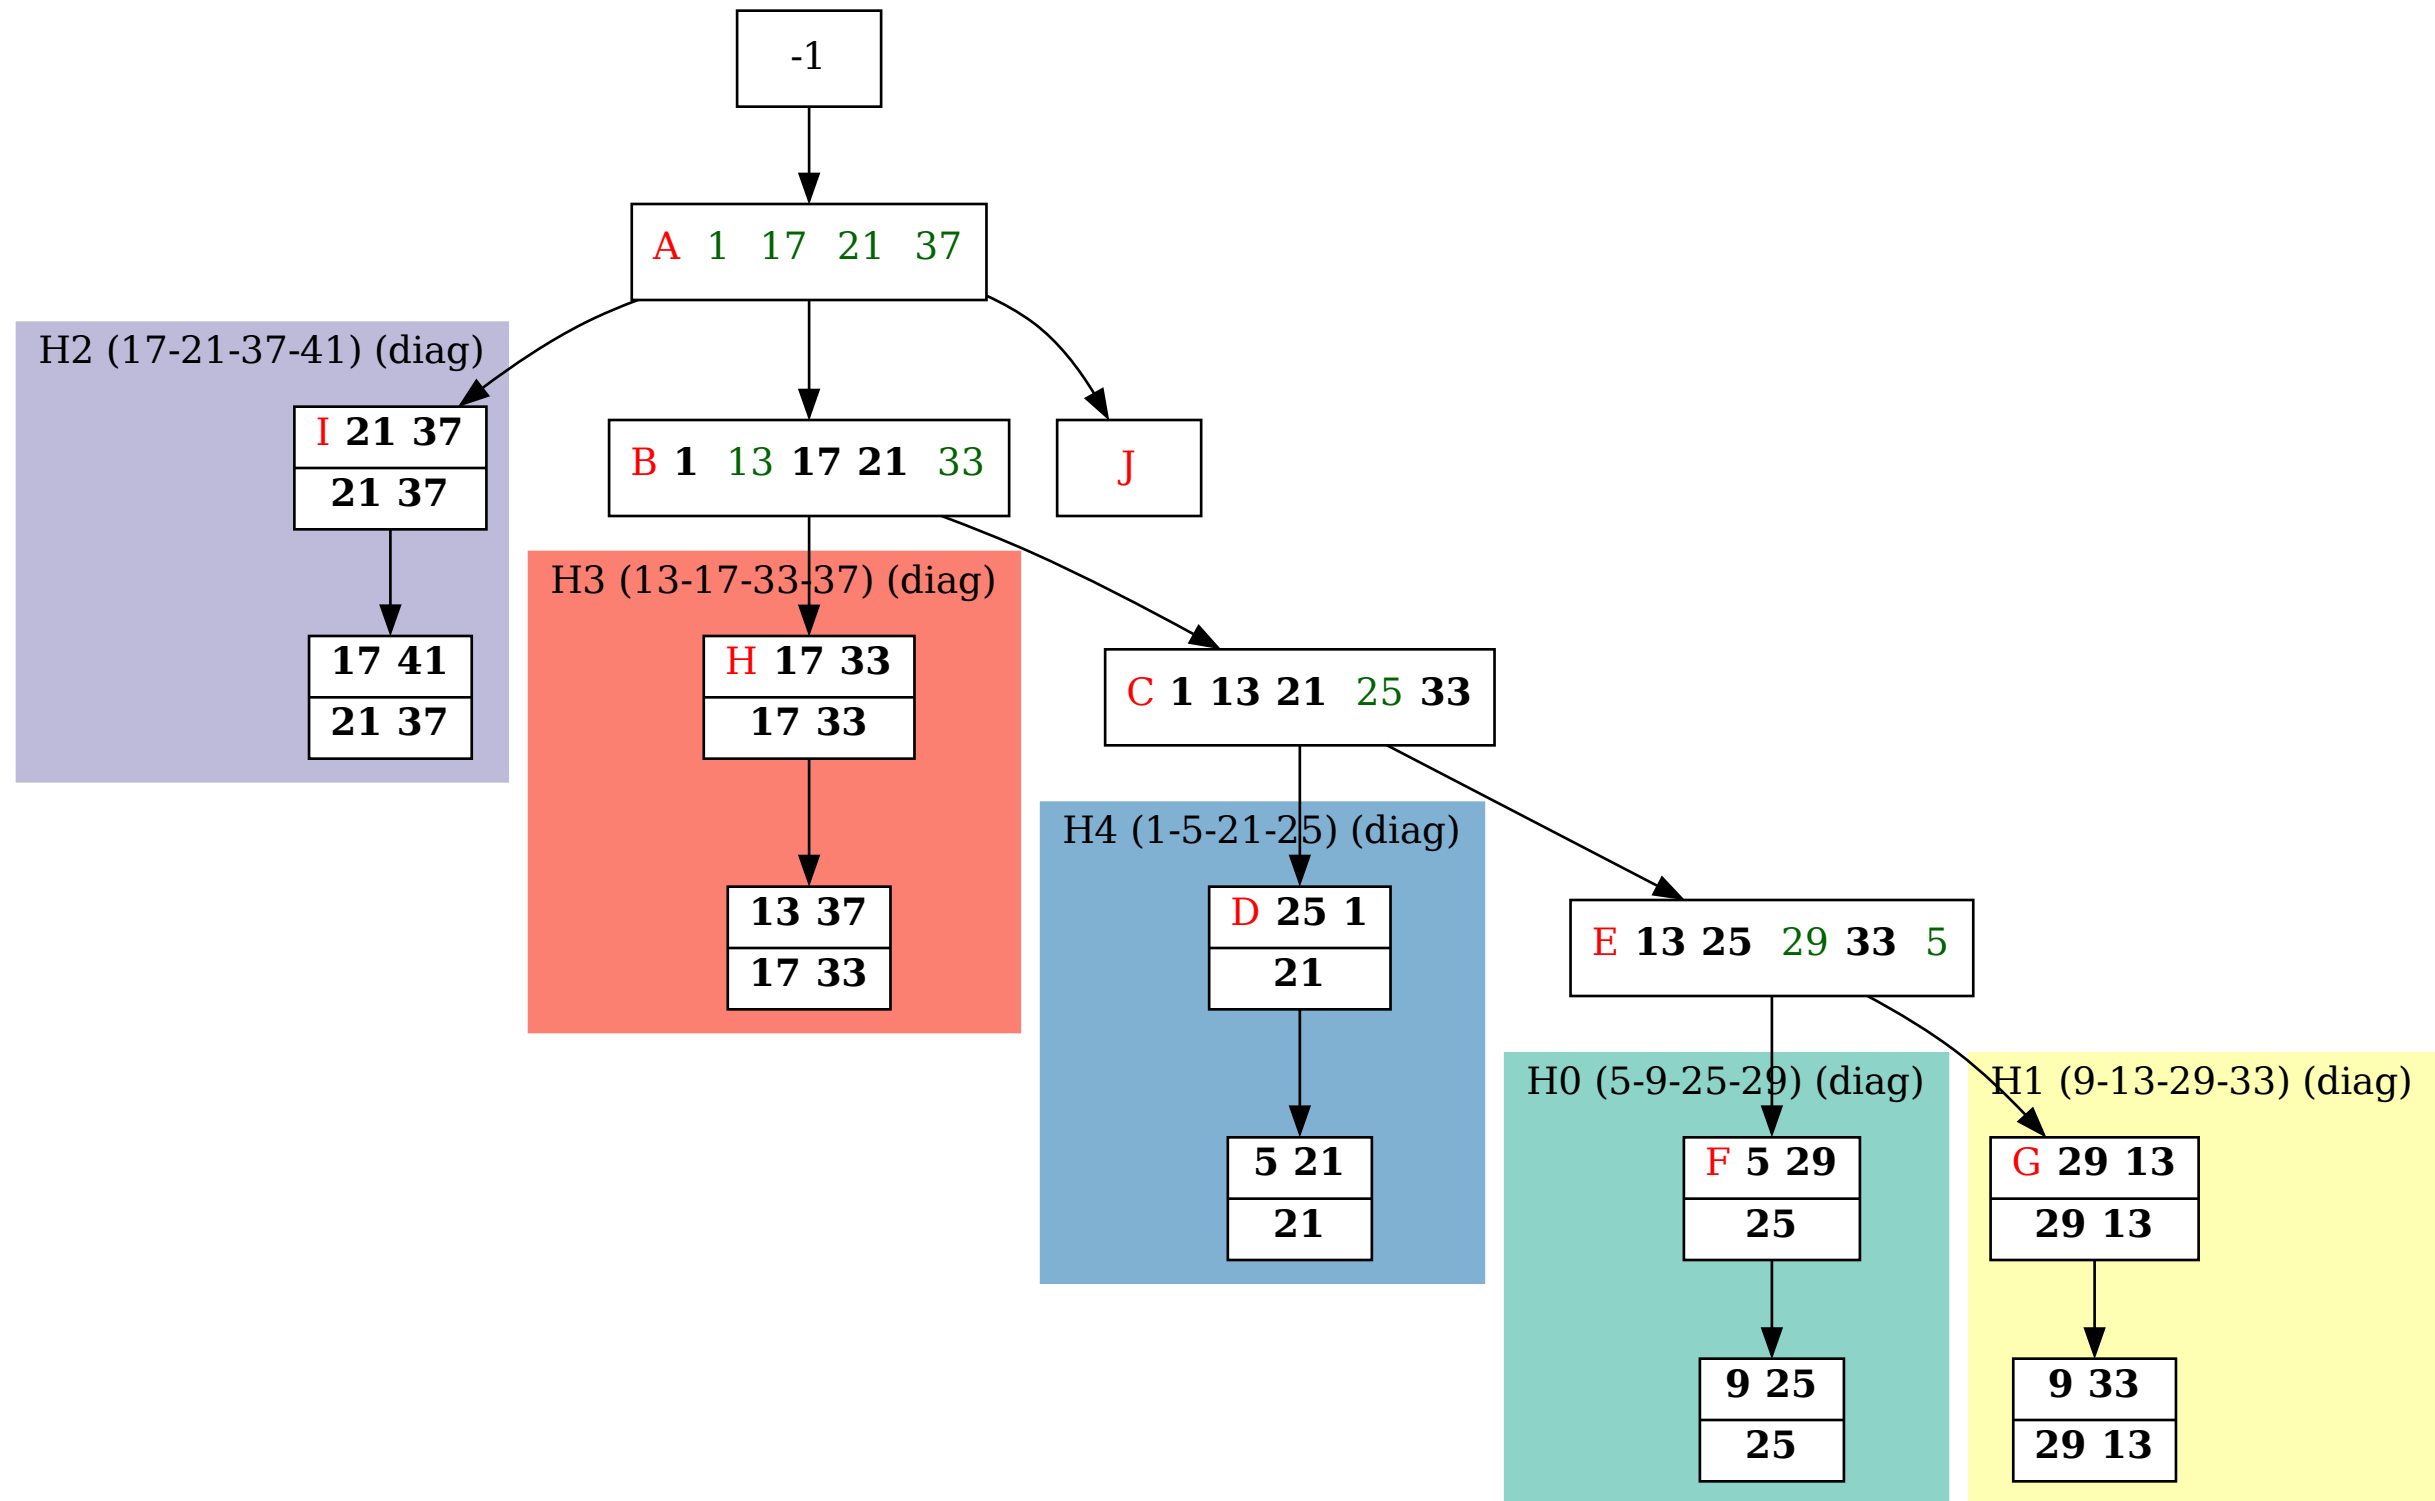 -1
A 1 17 21 37
H2 (17-21-37-41) (diag)
I 21 37
21 37
B 1 13 17 21 33
J
H3 (13-17-33-37) (diag)
17 41
21 37
H 17 33
17 33
C 1 13 21 25 33
H4 (1-5-21-25) (diag)
13 37
17 33
D 25 1
21
E 13 25 29 33 5
H0 (5-9-25-29) (diag)
H1 (9-13-29-33) (diag)
5 21
21
F 5 29
25
G 29 13
29 13
9 25
25
9 33
29 13